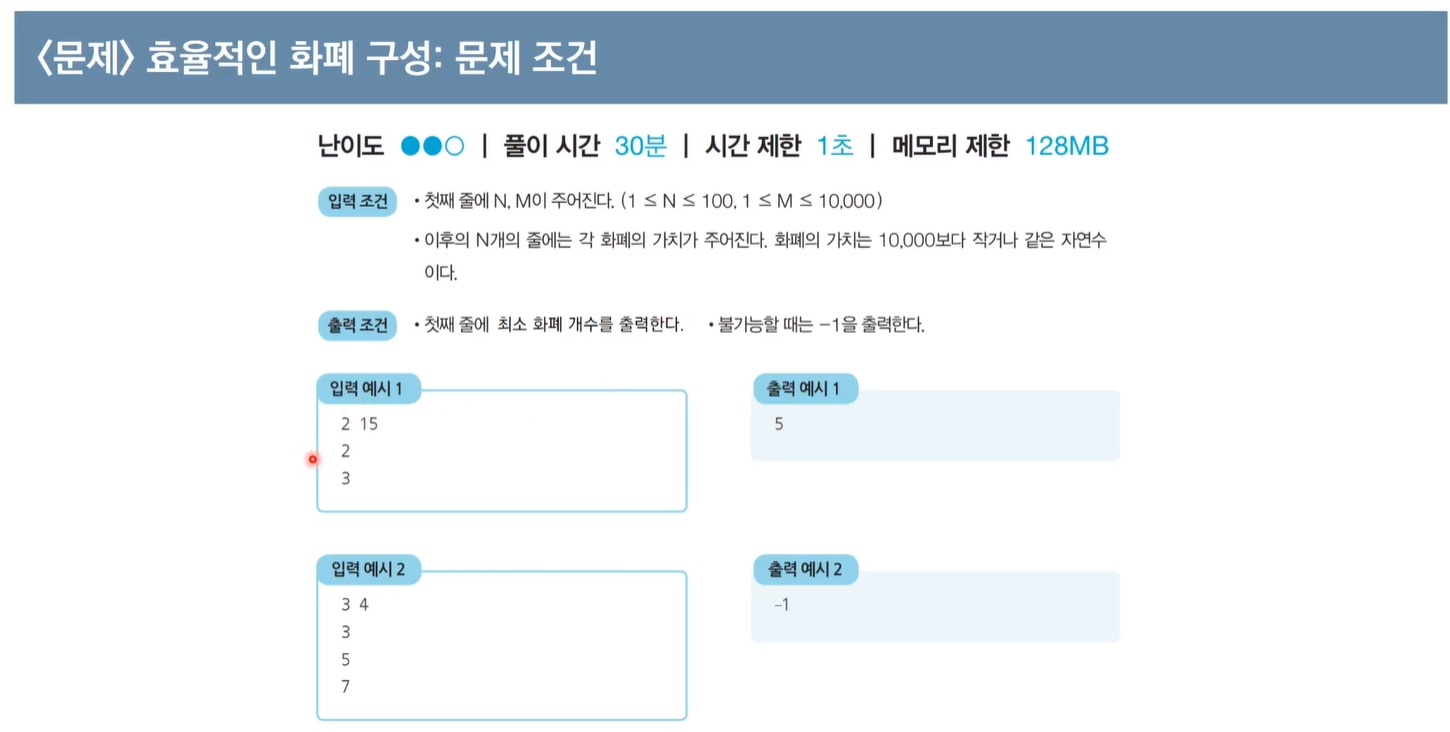 〈문제〉 효율적인 화폐 구성: 문제 조건
난이도 ●●○ | 풀이 시간 30분 | 시간 제한 1초 | 메모리 제한 128MB
입력 조건 • 첫째 줄에 N, M이 주어진다. (1 ≤ N ≤ 100, 1 ≤ M ≤ 10,000)
• 이후의 N개의 줄에는 각 화폐의 가치가 주어진다. 화폐의 가치는 10,000보다 작거나 같은 자연수
이다.
출력 조건 • 첫째 줄에 최소 화폐 개수를 출력한다. • 불가능할 때는 −1을 출력한다.
입력 예시 1
2 15
2
3
출력 예시 1
5
입력 예시 2
3 4
3
5
7
출력 예시 2
-1